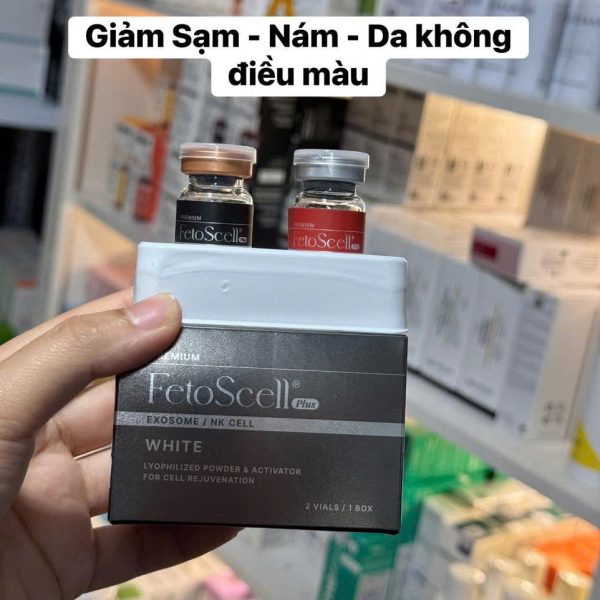 Giảm Sạm - Nám - Da không
điều màu
PREMIUM
FetoScell Plus
PREMIUM
FetoScell
PREMIUM
FetoScell® Plus
EXOSOME / NK CELL
WHITE
LYOPHILIZED POWDER & ACTIVATOR
FOR CELL REJUVENATION
2 VIALS / 1 BOX